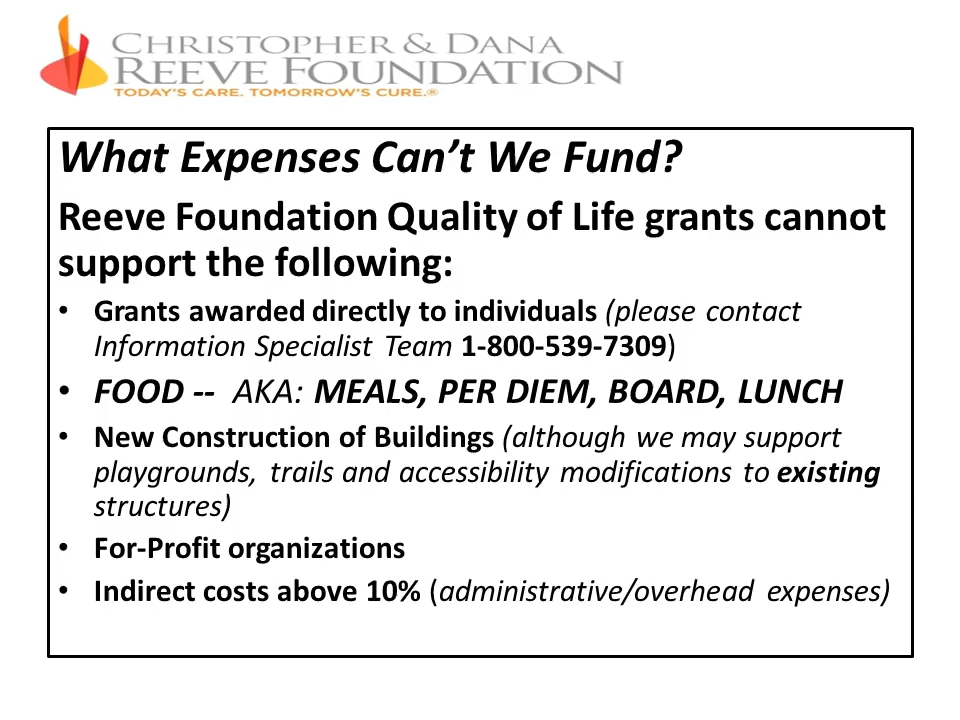 CHRISTOPHER & DANA
REEVE FOUNDATION
TODAY'S CARE. TOMORROW'S CURE.®
What Expenses Can't We Fund?
Reeve Foundation Quality of Life grants cannot
support the following:
• Grants awarded directly to individuals (please contact
Information Specialist Team 1-800-539-7309)
• FOOD -- AKA: MEALS, PER DIEM, BOARD, LUNCH
• New Construction of Buildings (although we may support
playgrounds, trails and accessibility modifications to existing
structures)
• For-Profit organizations
• Indirect costs above 10% (administrative/overhead expenses)